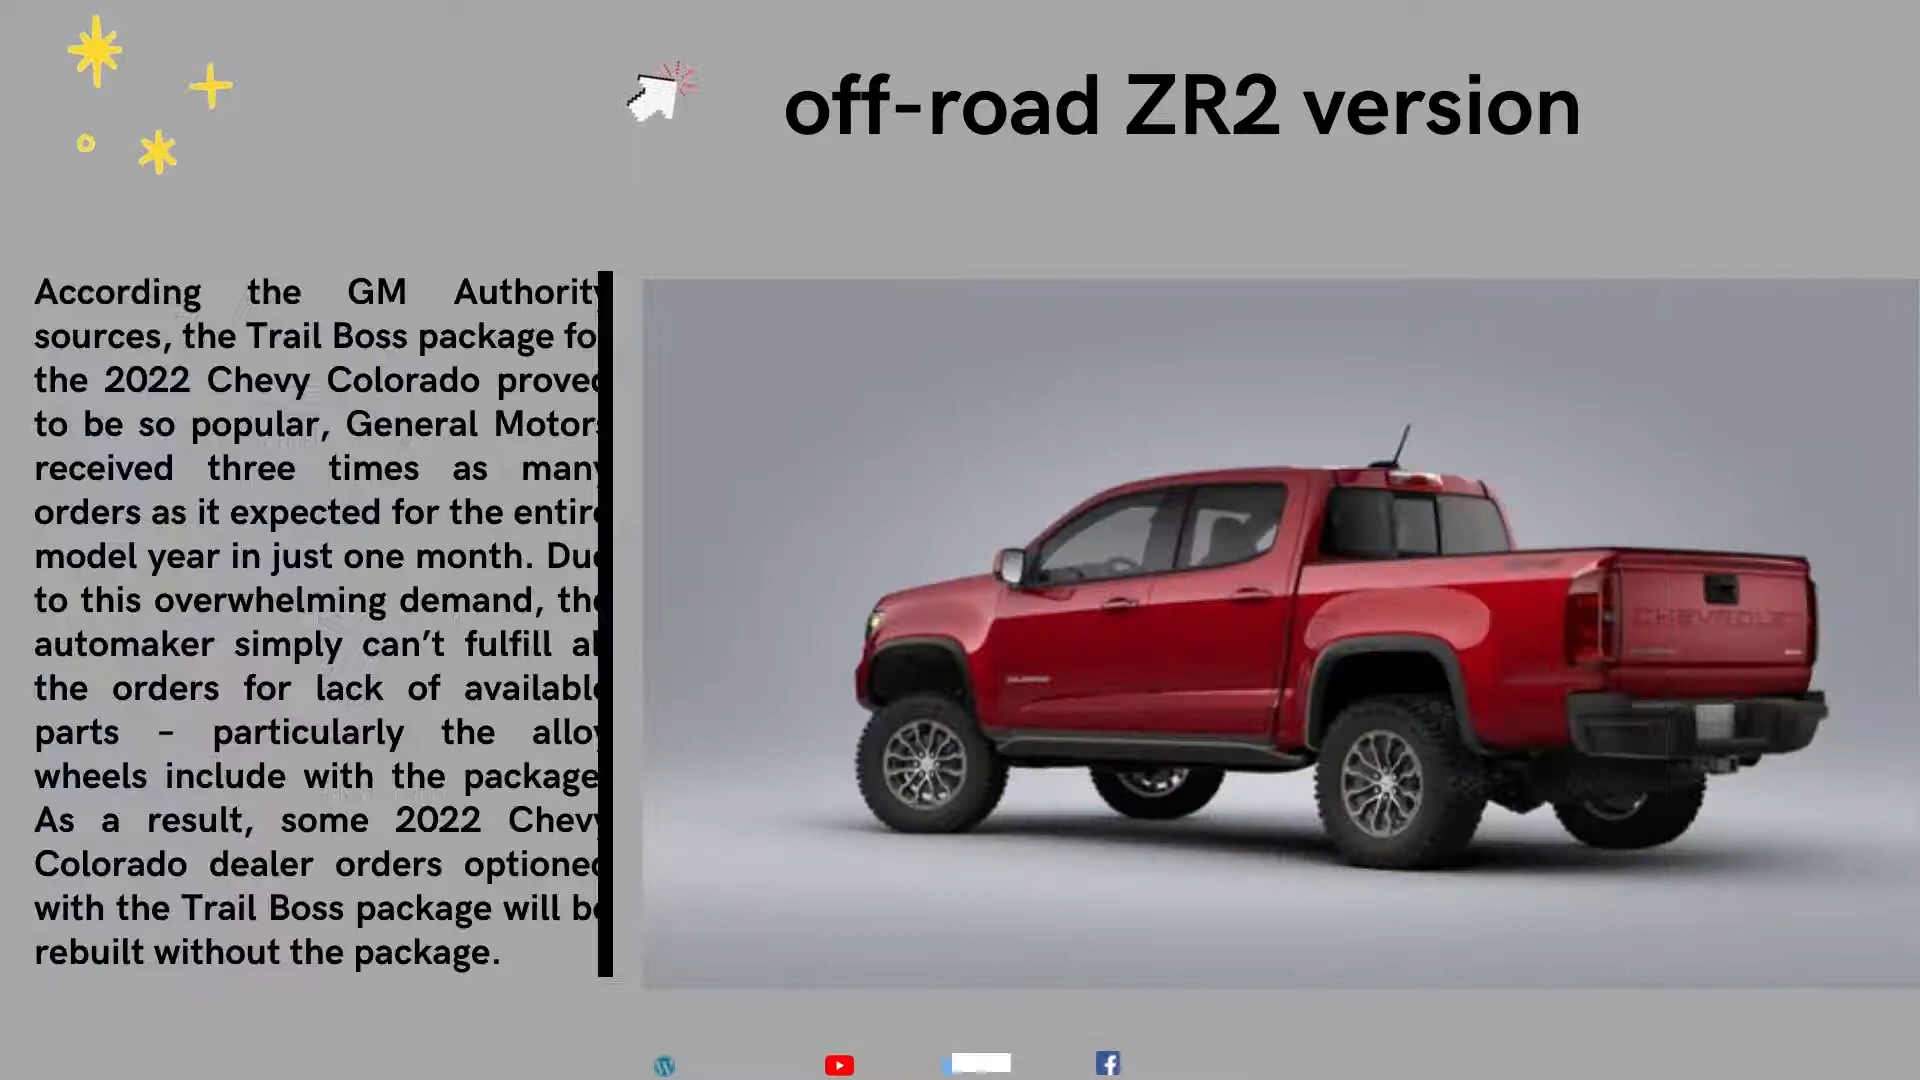 off-road ZR2 version
According the GM Authority
sources, the Trail Boss package fo
the 2022 Chevy Colorado proved
to be so popular, General Motors
received three times as many
orders as it expected for the entire
model year in just one month. Due
to this overwhelming demand, the
automaker simply can’t fulfill al
the orders for lack of available
parts – particularly the alloy
wheels include with the package
As a result, some 2022 Chevy
Colorado dealer orders optioned
with the Trail Boss package will be
rebuilt without the package.
CHEVROLET